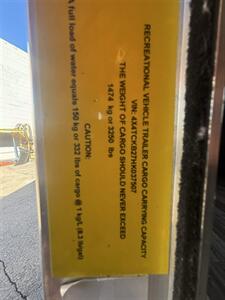 RECREATIONAL VEHICLE TRAILER CARGO CARRYING CAPACITY
VIN: 4X4TCKB27HK037507
THE WEIGHT OF CARGO SHOULD NEVER EXCEED
1474 kg or 3250 lbs
CAUTION:
A full load of water equals 150 kg or 332 lbs of cargo @ 1 kg/L (8.3 lb/gal)